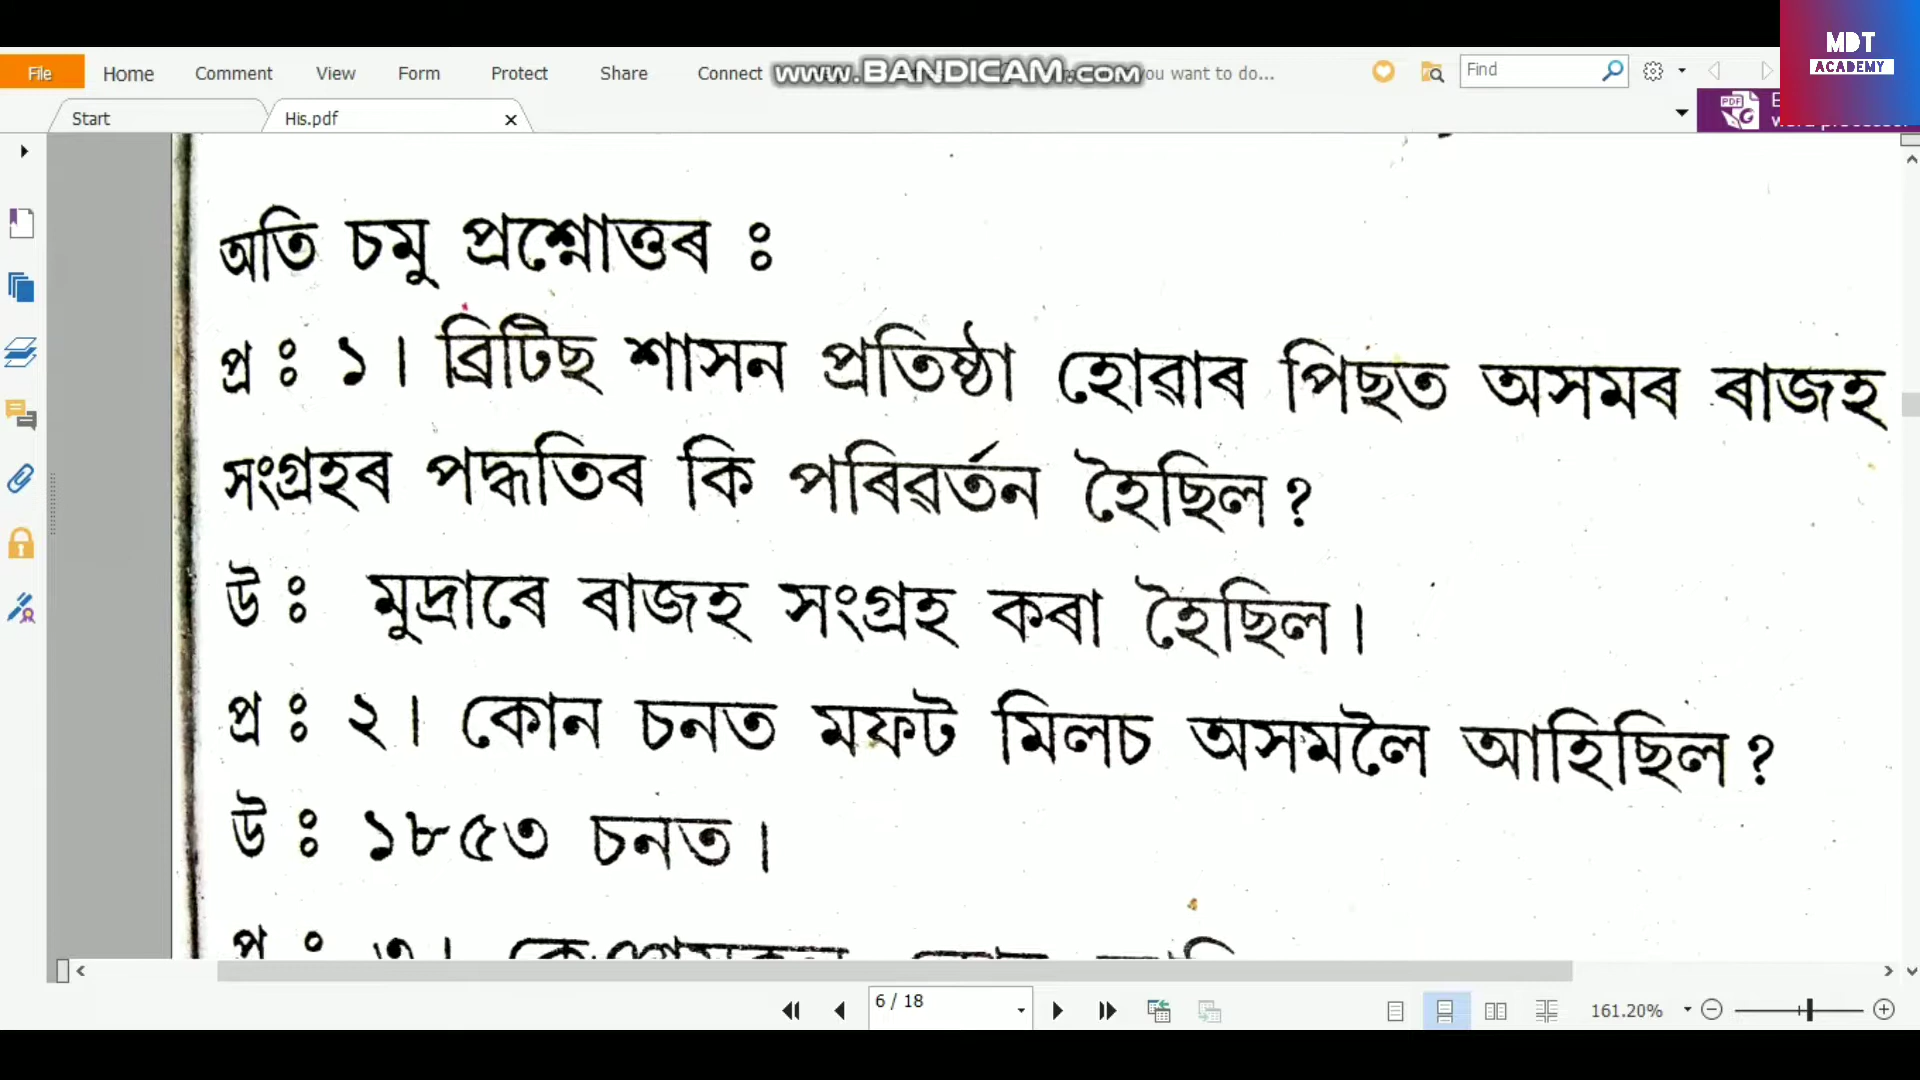 MDT
ACADEMY
File Home Comment View Form Protect Share Connect www.BANDICAM.com you want to do... Find
Start His.pdf
অতি চমু প্ৰশ্নোত্তৰ ঃ
প্ৰ ঃ ১। ব্ৰিটিছ শাসন প্ৰতিষ্ঠা হোৱাৰ পিছত অসমৰ ৰাজহ
সংগ্ৰহৰ পদ্ধতিৰ কি পৰিৱৰ্তন হৈছিল?
উ ঃ মুদ্ৰাৰে ৰাজহ সংগ্ৰহ কৰা হৈছিল।
প্ৰ ঃ ২। কোন চনত মফট মিলচ অসমলৈ আহিছিল?
উ ঃ ১৮৫৩ চনত।
6 / 18 161.20%